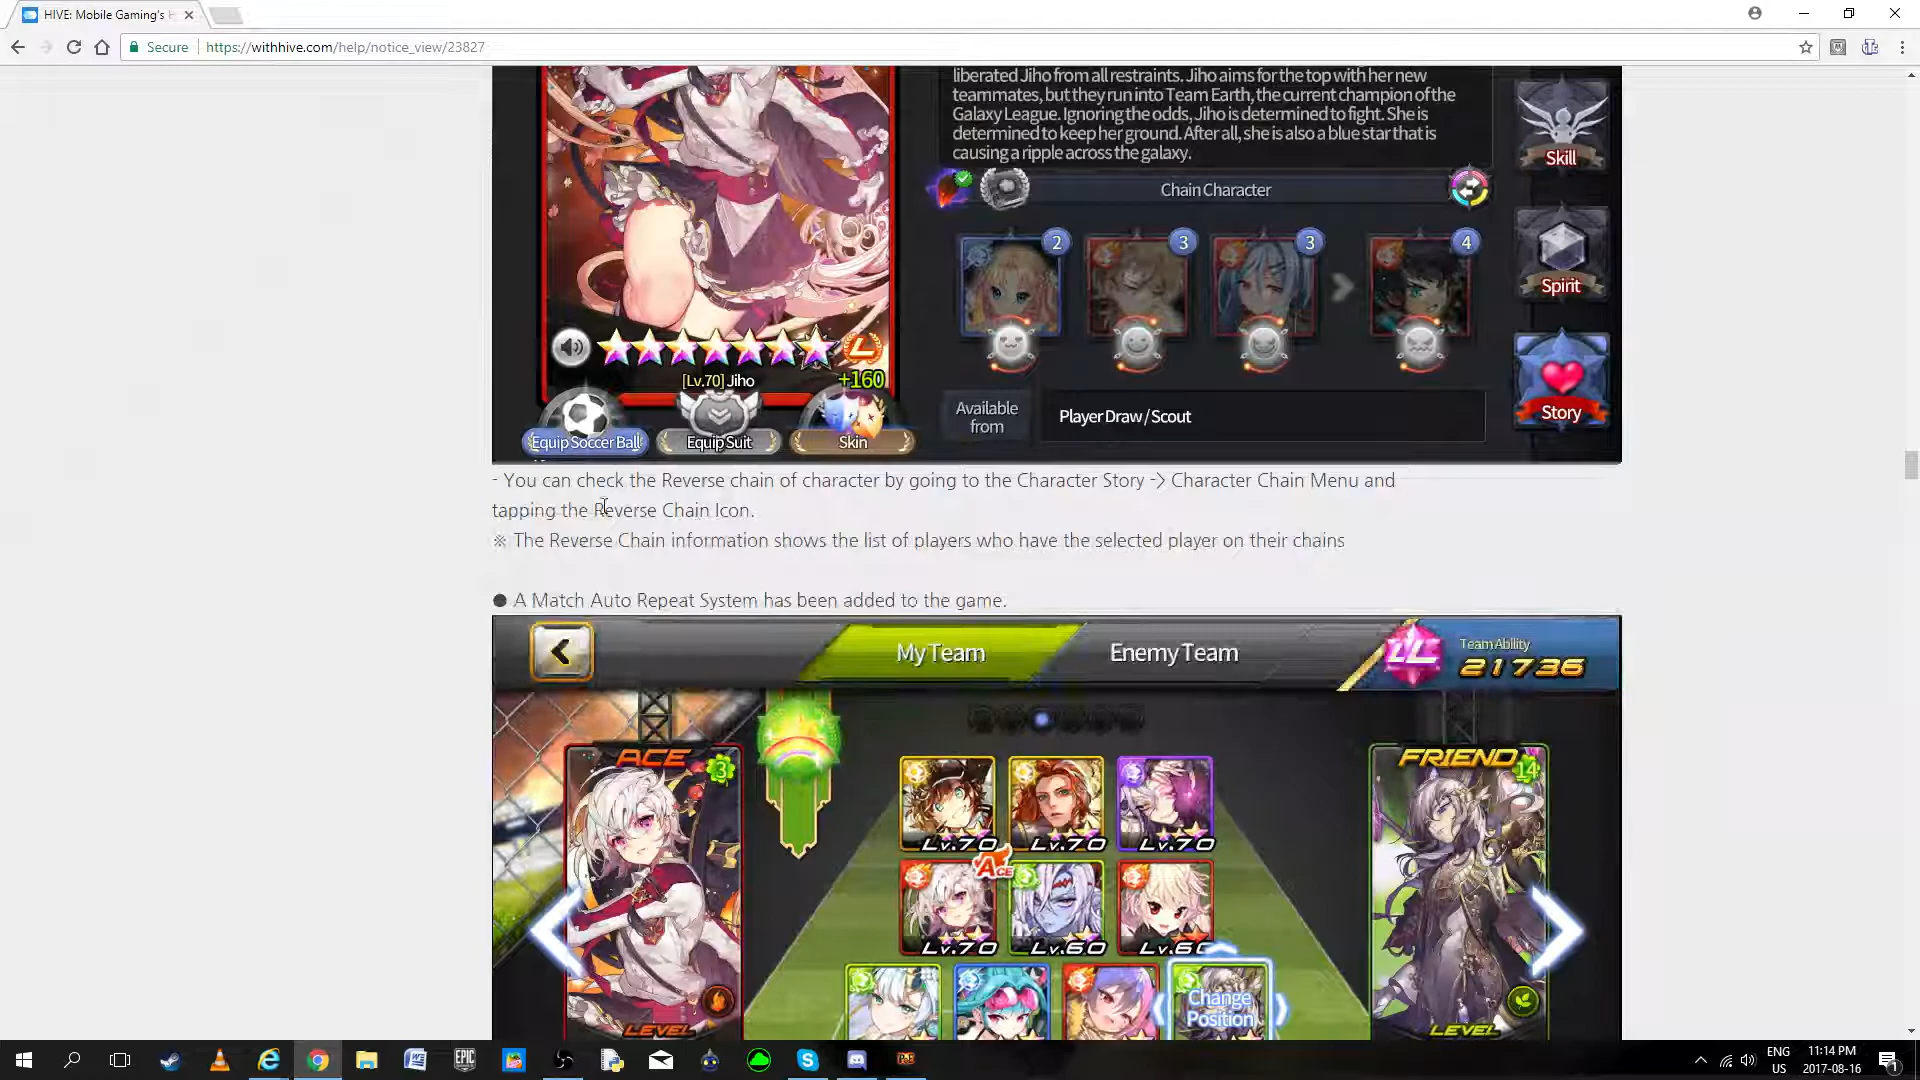 HIVE: Mobile Gaming's
Secure
https://withhive.com/help/notice_view/23827
liberated Jiho from all restraints. Jiho aims for the top with her new
teammates, but they run into Team Earth, the current champion of the
Galaxy League. Ignoring the odds, Jiho is determined to fight. She is
determined to keep her ground. After all, she is also a blue star that is
causing a ripple across the galaxy.
Skill
Chain Character
2
3
3
4
Spirit
L
[Lv.70] Jiho
+160
Available
from
Player Draw / Scout
Story
Equip Soccer Ball
Equip Suit
Skin
- You can check the Reverse chain of character by going to the Character Story -> Character Chain Menu and
tapping the Reverse Chain Icon.
※ The Reverse Chain information shows the list of players who have the selected player on their chains
● A Match Auto Repeat System has been added to the game.
My Team
Enemy Team
Team Ability
21736
ACE
3
FRIEND
14
Lv.70
Lv.70
Lv.70
ACE
Lv.70
Lv.60
Lv.60
Change
Position
LEVEL
LEVEL
EPIC
PoE
ENG
US
11:14 PM
2017-08-16
1